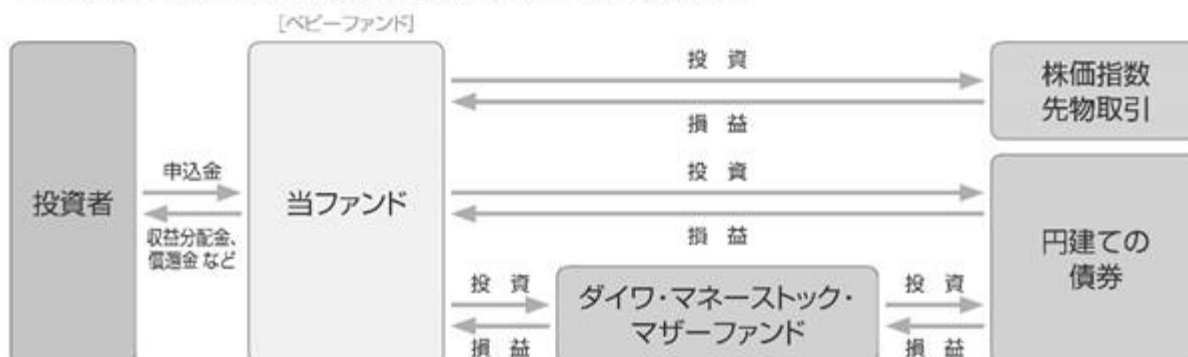 [ベビーファンド]
投資者
申込金
収益分配金、
償還金 など
当ファンド
投 資
損 益
株価指数
先物取引
投 資
損 益
円建ての
債券
投 資
損 益
ダイワ・マネーストック・
マザーファンド
投 資
損 益